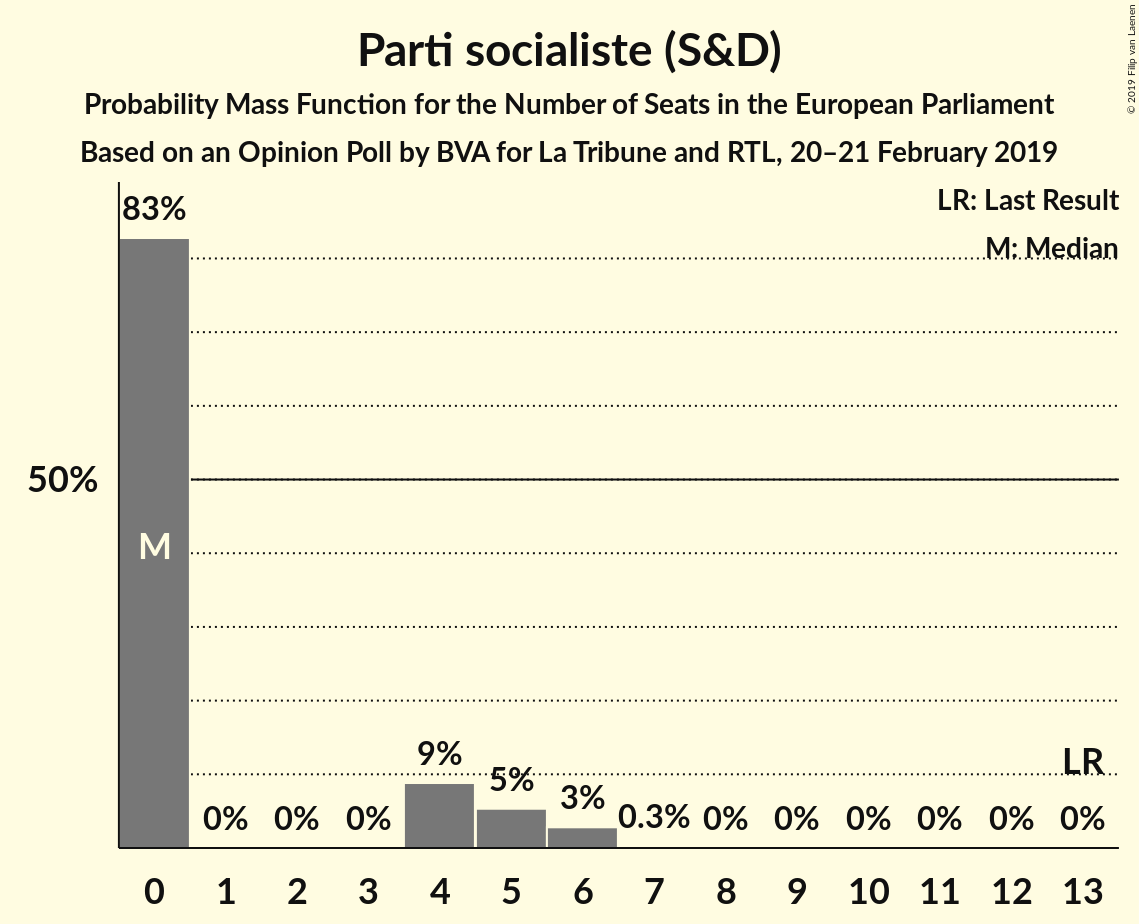 Parti socialiste (S&D)
Probability Mass Function for the Number of Seats in the European Parliament
Based on an Opinion Poll by BVA for La Tribune and RTL, 20–21 February 2019
© 2019 Filip van Laenen
LR: Last Result
M: Median
83%
50%
M
9%
5%
3%
0.3%
LR
0% 0% 0% 0% 0% 0% 0% 0% 0%
0 1 2 3 4 5 6 7 8 9 10 11 12 13